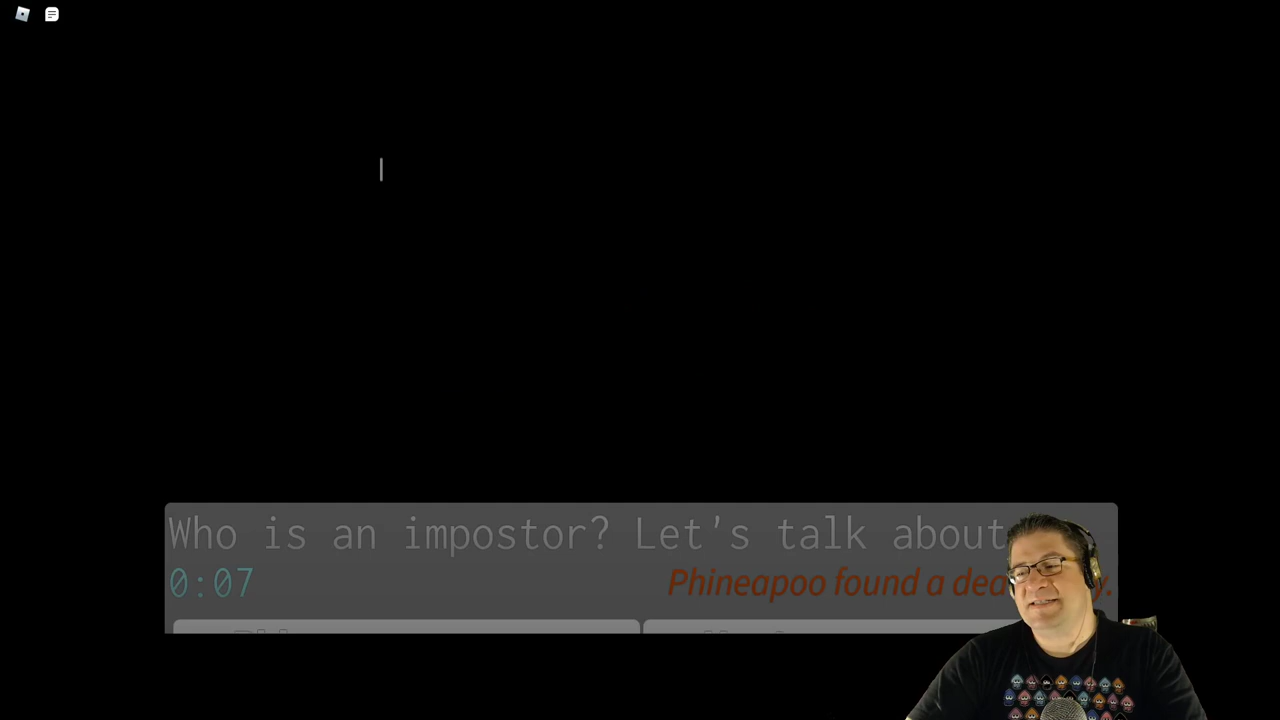 Who is an impostor? Let's talk about
0:07
Phineapoo found a dea y.